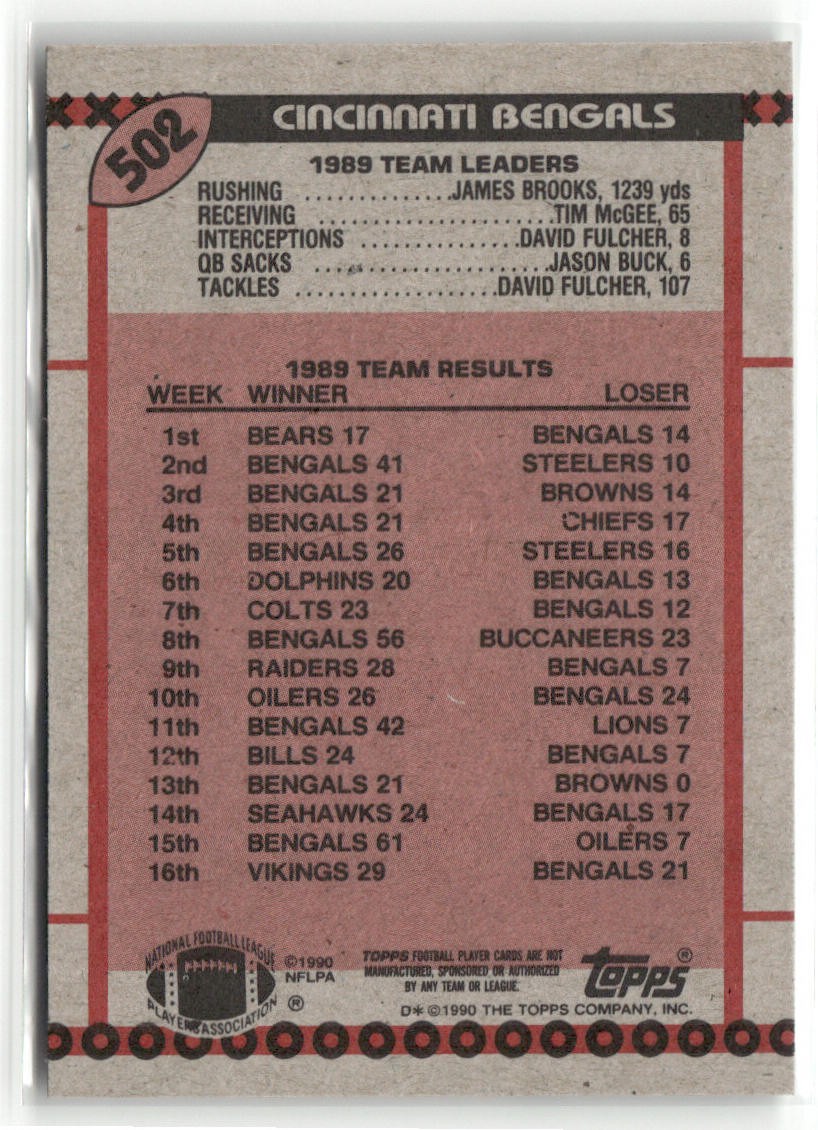 502
CINCINNATI BENGALS
1989 TEAM LEADERS
RUSHING ..............JAMES BROOKS, 1239 yds
RECEIVING ......................TIM McGEE, 65
INTERCEPTIONS ...............DAVID FULCHER, 8
QB SACKS ......................JASON BUCK, 6
TACKLES ...................DAVID FULCHER, 107
1989 TEAM RESULTS
WEEK WINNER LOSER
1st BEARS 17 BENGALS 14
2nd BENGALS 41 STEELERS 10
3rd BENGALS 21 BROWNS 14
4th BENGALS 21 CHIEFS 17
5th BENGALS 26 STEELERS 16
6th DOLPHINS 20 BENGALS 13
7th COLTS 23 BENGALS 12
8th BENGALS 56 BUCCANEERS 23
9th RAIDERS 28 BENGALS 7
10th OILERS 26 BENGALS 24
11th BENGALS 42 LIONS 7
12th BILLS 24 BENGALS 7
13th BENGALS 21 BROWNS 0
14th SEAHAWKS 24 BENGALS 17
15th BENGALS 61 OILERS 7
16th VIKINGS 29 BENGALS 21
NATIONAL FOOTBALL LEAGUE
PLAYERS ASSOCIATION
®
©1990
NFLPA
TOPPS FOOTBALL PLAYER CARDS ARE NOT
MANUFACTURED, SPONSORED OR AUTHORIZED
BY ANY TEAM OR LEAGUE.
TOPPS®
D* © 1990 THE TOPPS COMPANY, INC.